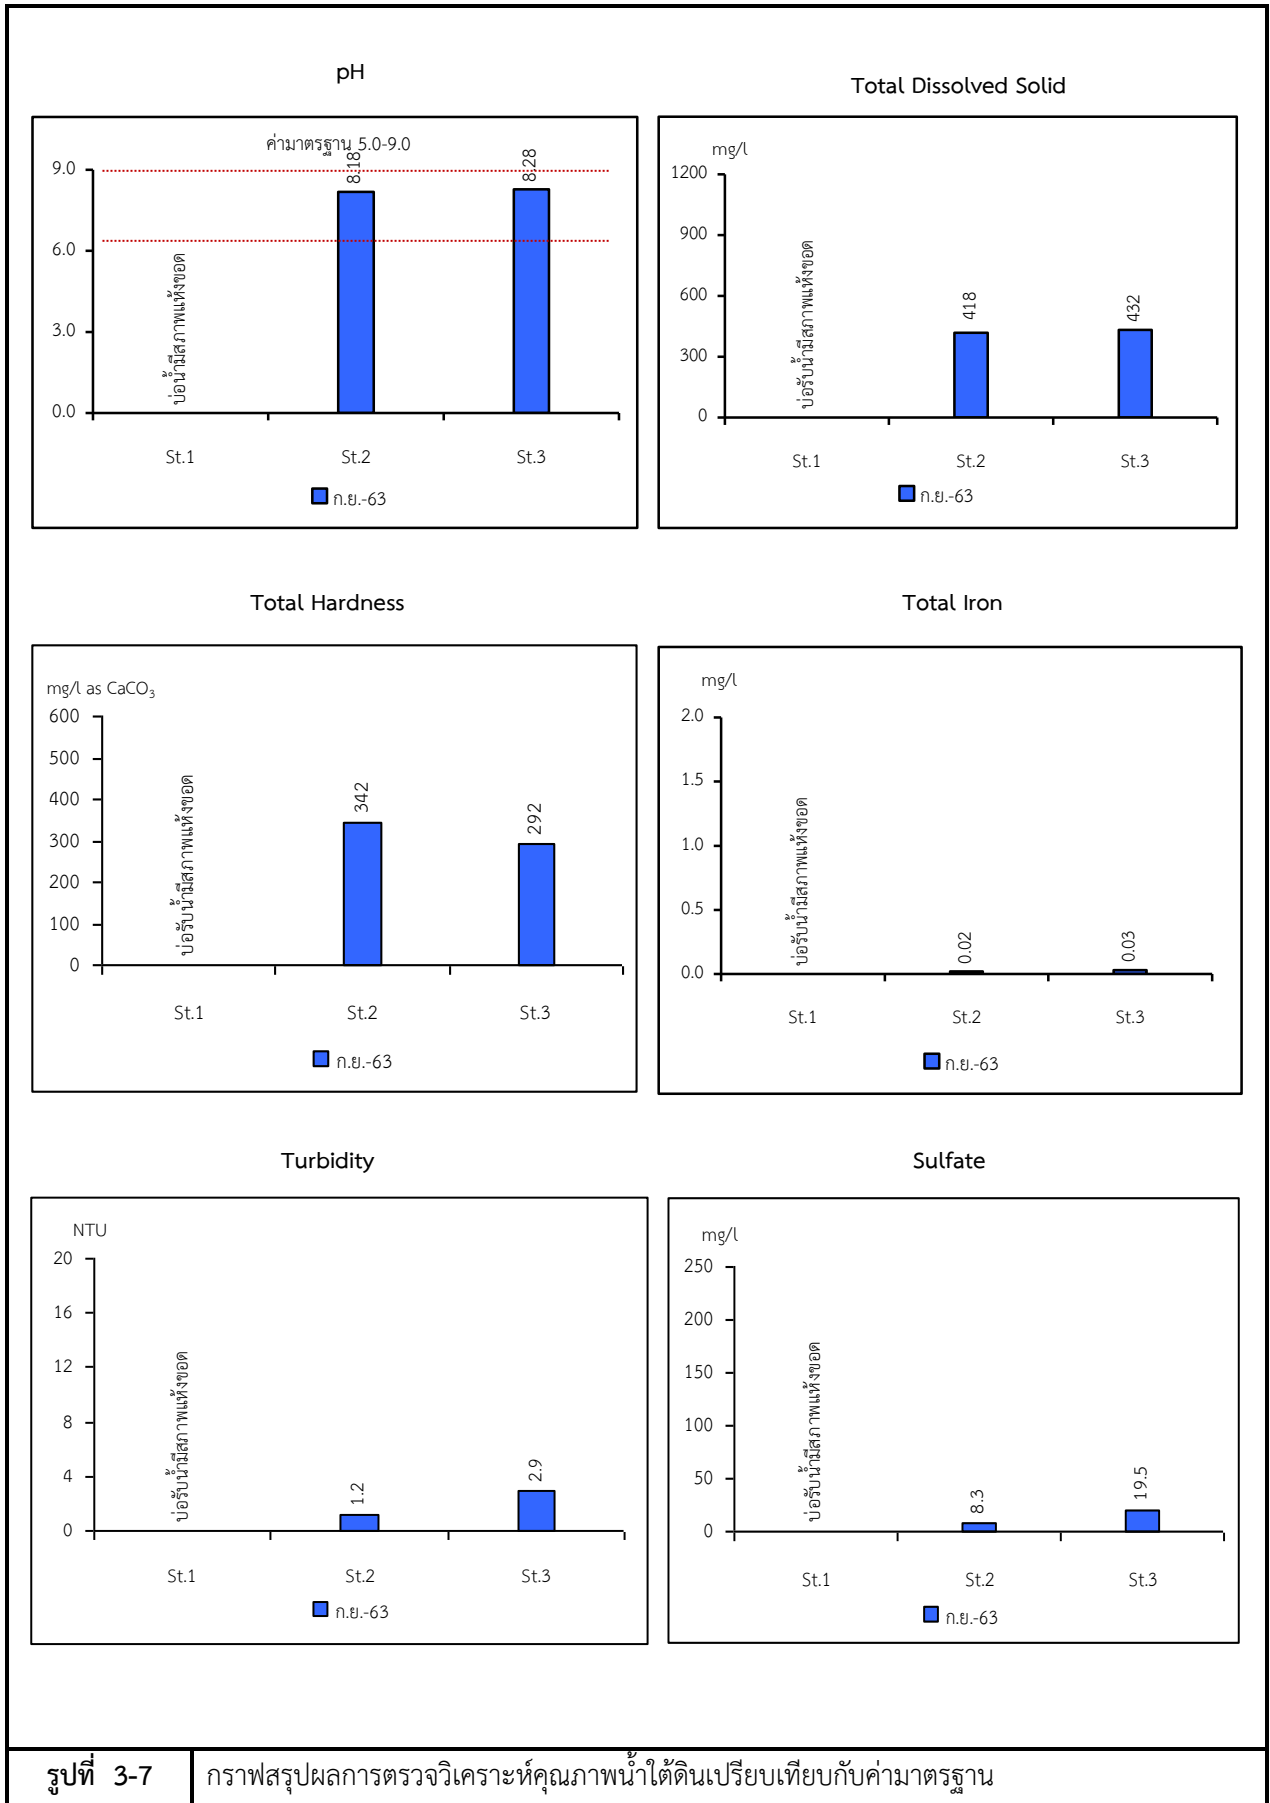 pH
ค่ามาตรฐาน 5.0-9.0
9.0
6.0
3.0
0.0
บ่อน้ำมีสภาพแห้งขอด
8.18
8.28
St.1 St.2 St.3
ก.ย.-63
Total Dissolved Solid
mg/l
1200
900
600
300
0
บ่อรับน้ำมีสภาพแห้งขอด
418
432
St.1 St.2 St.3
ก.ย.-63
Total Hardness
mg/l as CaCO₃
600
500
400
300
200
100
0
บ่อรับน้ำมีสภาพแห้งขอด
342
292
St.1 St.2 St.3
ก.ย.-63
Total Iron
mg/l
2.0
1.5
1.0
0.5
0.0
บ่อรับน้ำมีสภาพแห้งขอด
0.02
0.03
St.1 St.2 St.3
ก.ย.-63
Turbidity
NTU
20
16
12
8
4
0
บ่อรับน้ำมีสภาพแห้งขอด
1.2
2.9
St.1 St.2 St.3
ก.ย.-63
Sulfate
mg/l
250
200
150
100
50
0
บ่อรับน้ำมีสภาพแห้งขอด
8.3
19.5
St.1 St.2 St.3
ก.ย.-63
รูปที่ 3-7 กราฟสรุปผลการตรวจวิเคราะห์คุณภาพน้ำใต้ดินเปรียบเทียบกับค่ามาตรฐาน